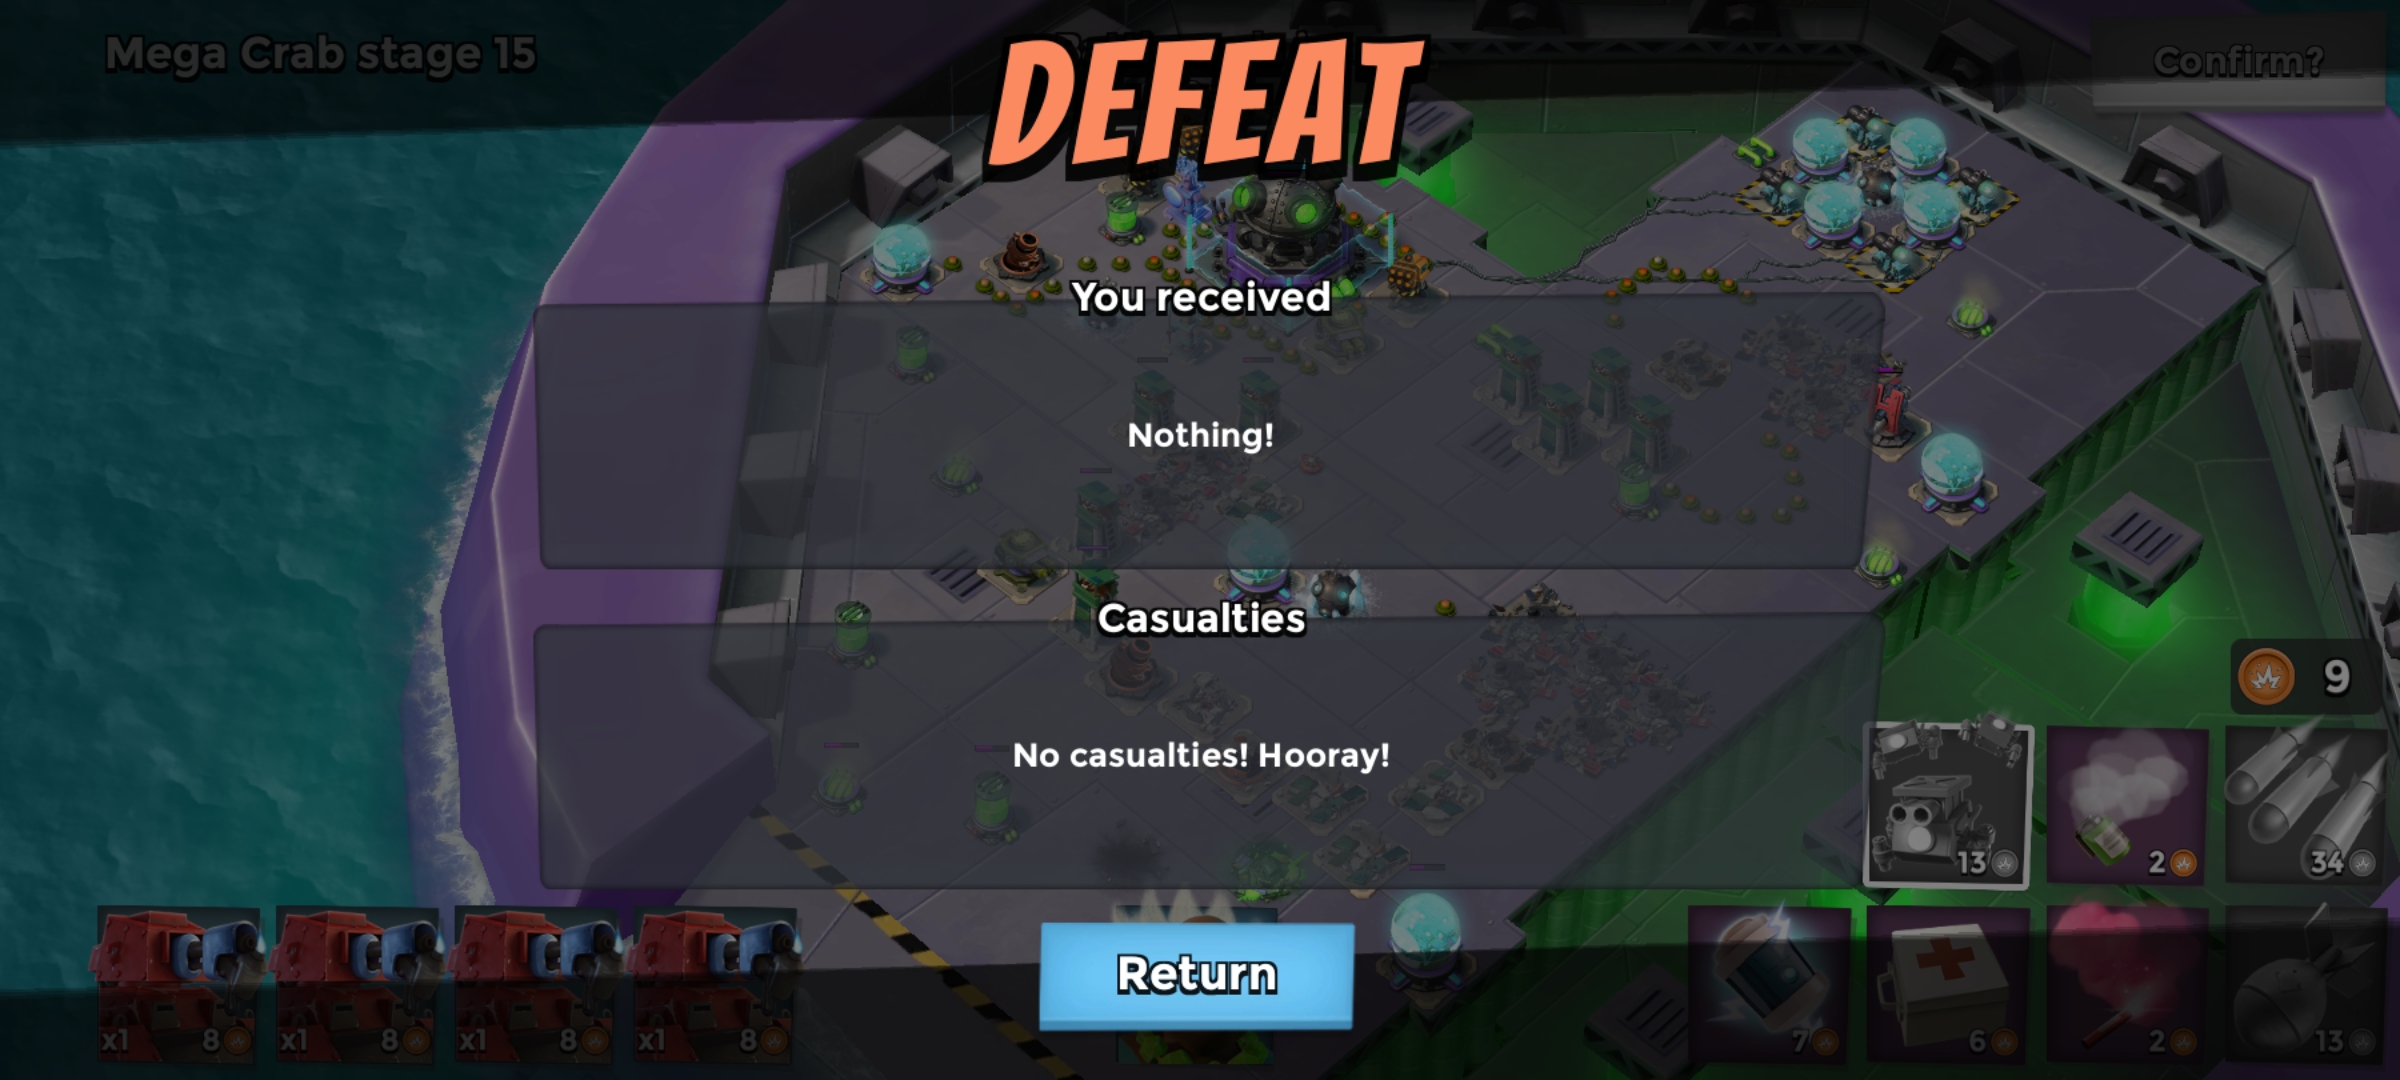 Mega Crab stage 15
DEFEAT
Confirm?
You received
Nothing!
Casualties
No casualties! Hooray!
Return
9
13
2
34
x1 8
x1 8
x1 8
x1 8
7
6
2
13